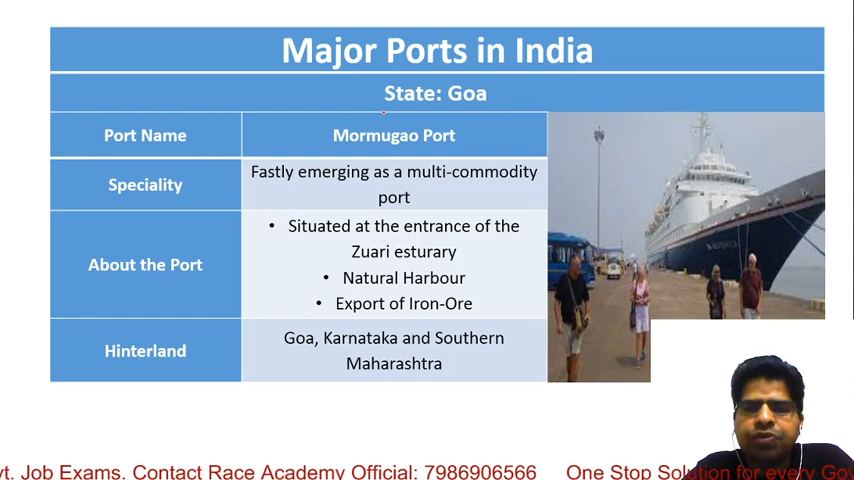 Major Ports in India
State: Goa
Port Name
Mormugao Port
Speciality
Fastly emerging as a multi-commodity
port
About the Port
• Situated at the entrance of the
Zuari esturary
• Natural Harbour
• Export of Iron-Ore
Hinterland
Goa, Karnataka and Southern
Maharashtra
vt. Job Exams. Contact Race Academy Official: 7986906566 One Stop Solution for every Gov